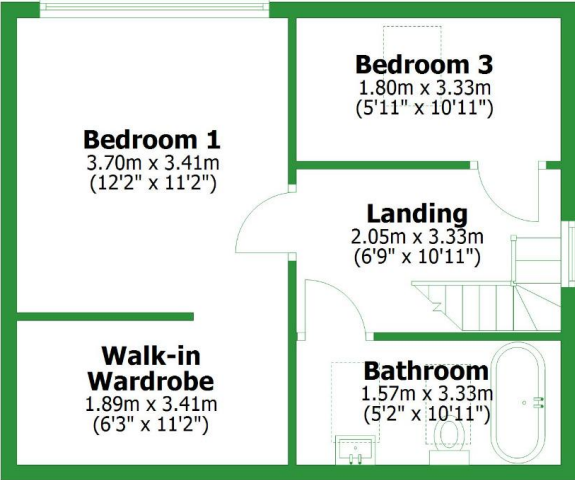 Bedroom 1
3.70m x 3.41m
(12'2" x 11'2")
Bedroom 3
1.80m x 3.33m
(5'11" x 10'11")
Landing
2.05m x 3.33m
(6'9" x 10'11")
Walk-in
Wardrobe
1.89m x 3.41m
(6'3" x 11'2")
Bathroom
1.57m x 3.33m
(5'2" x 10'11")